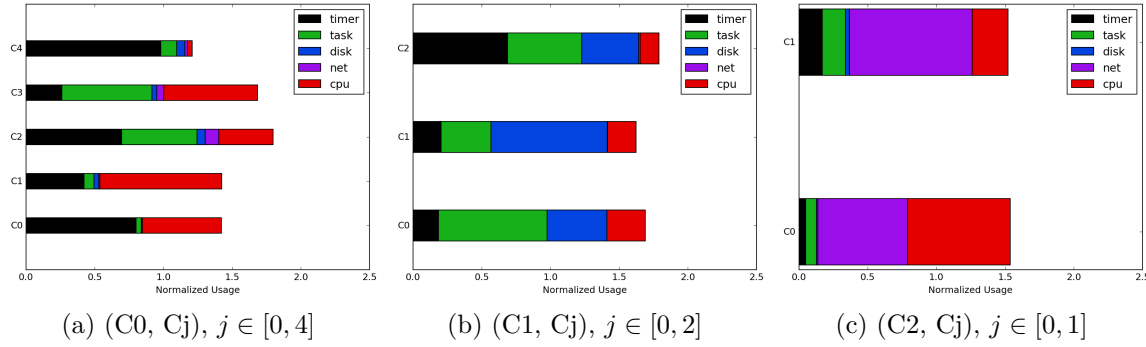 timer
task
disk
net
cpu
C4
C3
C2
C1
C0
0.0 0.5 1.0 1.5 2.0 2.5
Normalized Usage
(a) (C0, Cj), j ∈ [0, 4]
timer
task
disk
net
cpu
C2
C1
C0
0.0 0.5 1.0 1.5 2.0 2.5
Normalized Usage
(b) (C1, Cj), j ∈ [0, 2]
timer
task
disk
net
cpu
C1
C0
0.0 0.5 1.0 1.5 2.0 2.5
Normalized Usage
(c) (C2, Cj), j ∈ [0, 1]